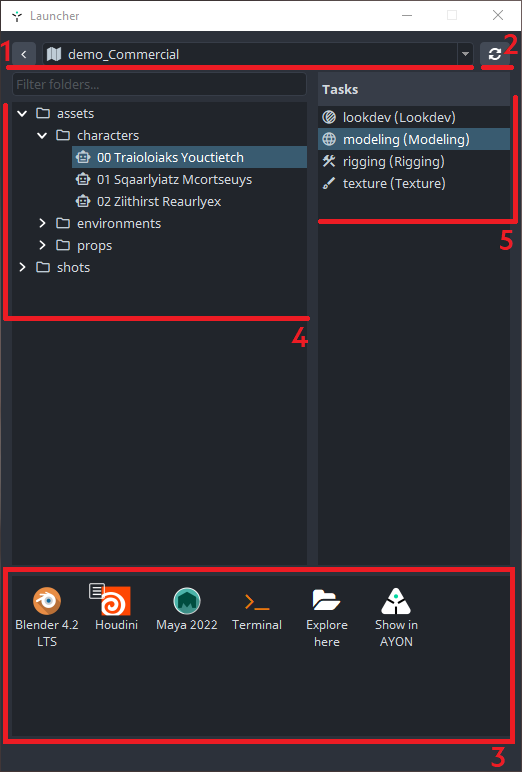 Launcher
1
demo_Commercial
2
Filter folders...
Tasks
assets
characters
00 Traioloiaks Youctietch
01 Sqaarlyiatz Mcortseuys
02 Ziithirst Reaurlyex
environments
props
shots
lookdev (Lookdev)
modeling (Modeling)
rigging (Rigging)
texture (Texture)
5
4
Blender 4.2
LTS
Houdini
Maya 2022
Terminal
Explore
here
Show in
AYON
3